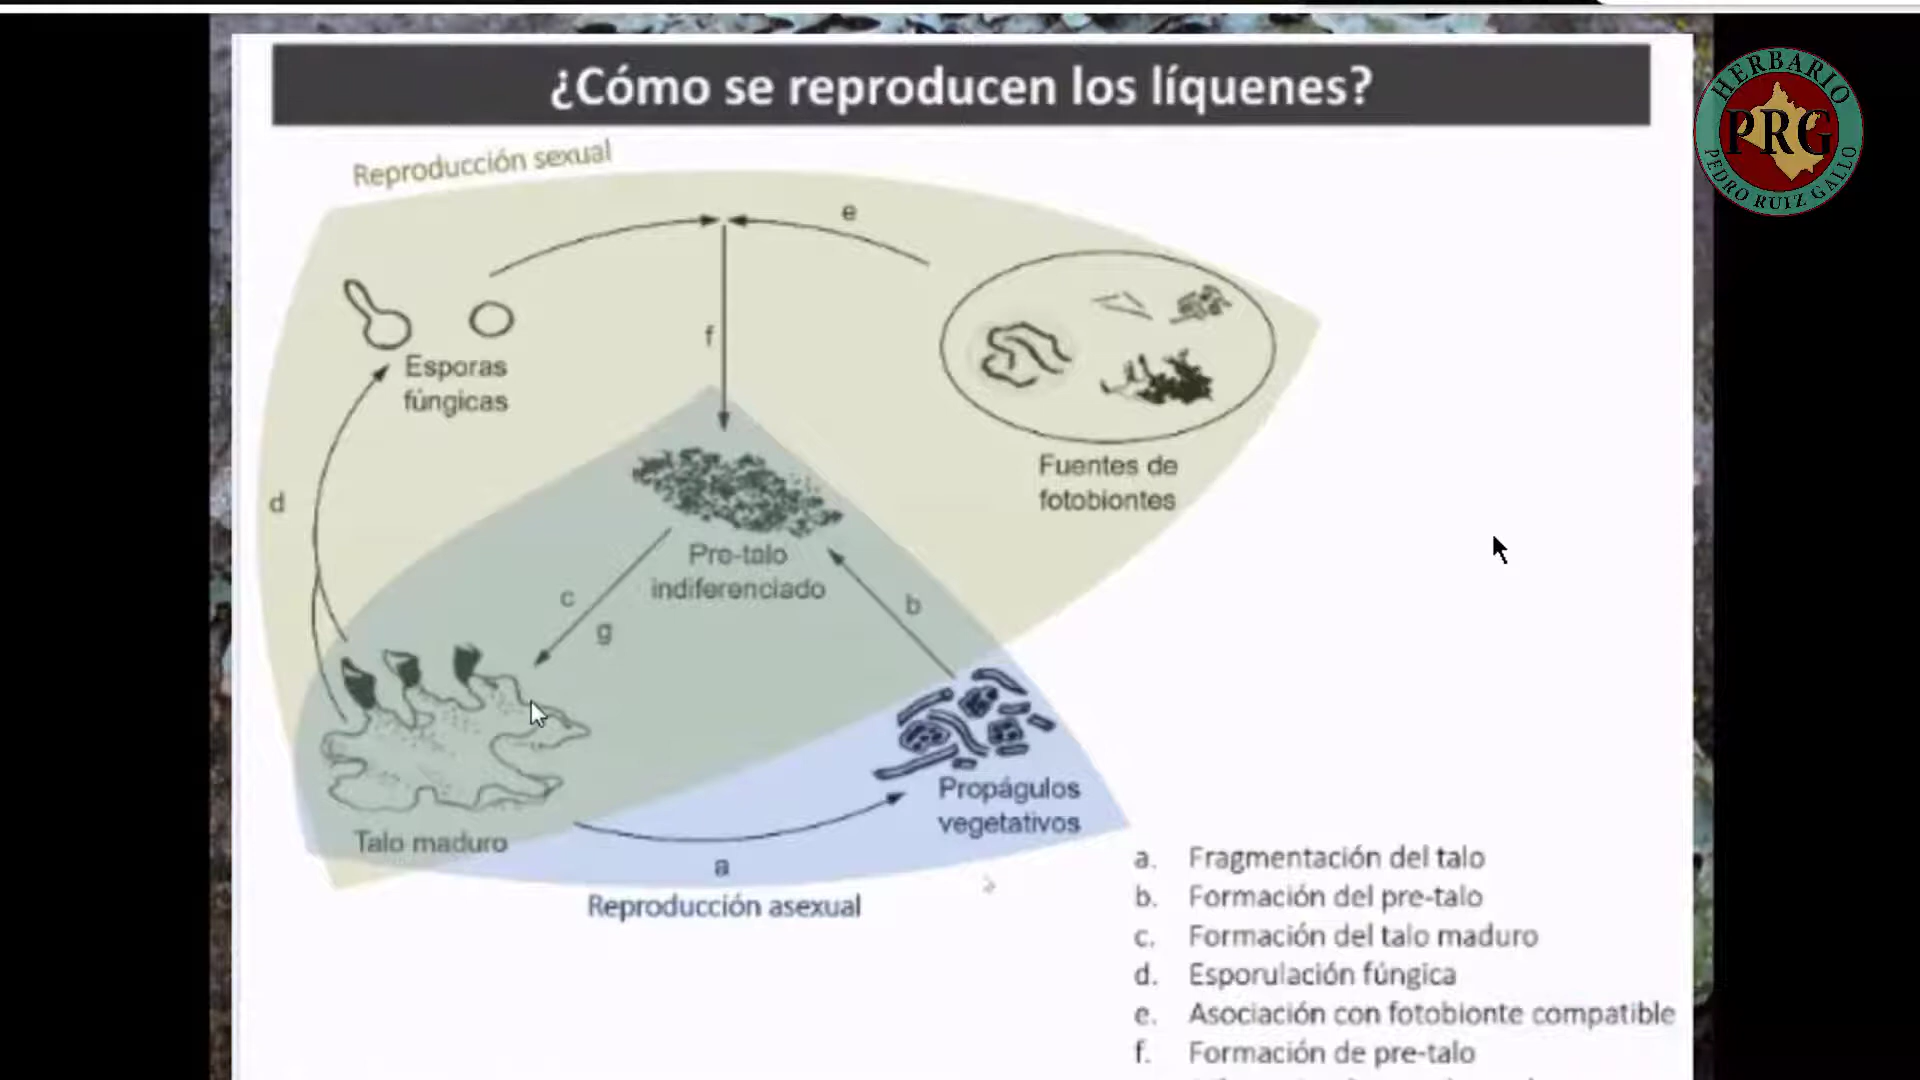 ¿Cómo se reproducen los líquenes?
HERBARIO
PRG
PEDRO RUIZ GALLO
Reproducción sexual
e
f
Esporas
fúngicas
Fuentes de
fotobiontes
d
Pre-talo
indiferenciado
c
g
b
Talo maduro
Propágulos
vegetativos
a
Reproducción asexual
a. Fragmentación del talo
b. Formación del pre-talo
c. Formación del talo maduro
d. Esporulación fúngica
e. Asociación con fotobionte compatible
f. Formación de pre-talo